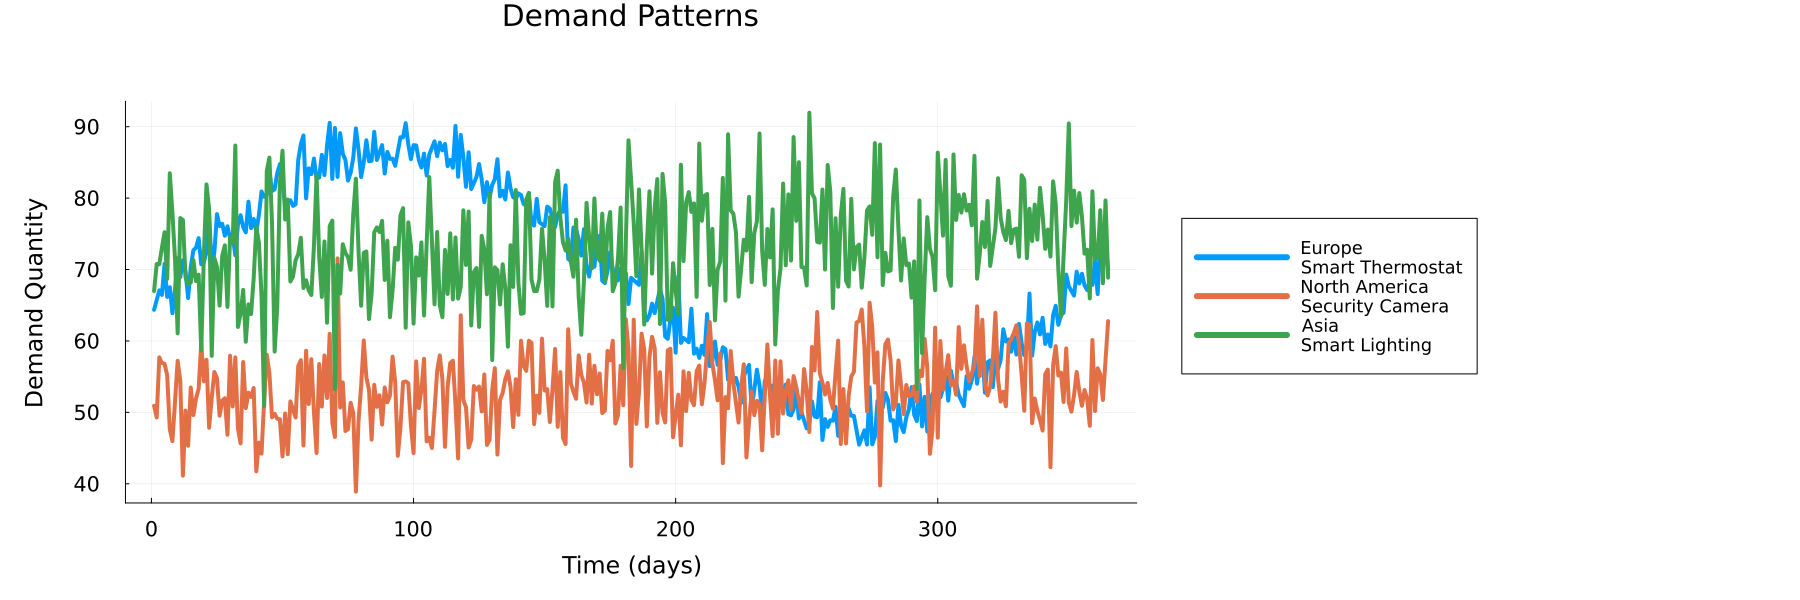 Demand Patterns
Demand Quantity
90
80
70
60
50
40
0
100
200
300
Time (days)
Europe
Smart Thermostat
North America
Security Camera
Asia
Smart Lighting